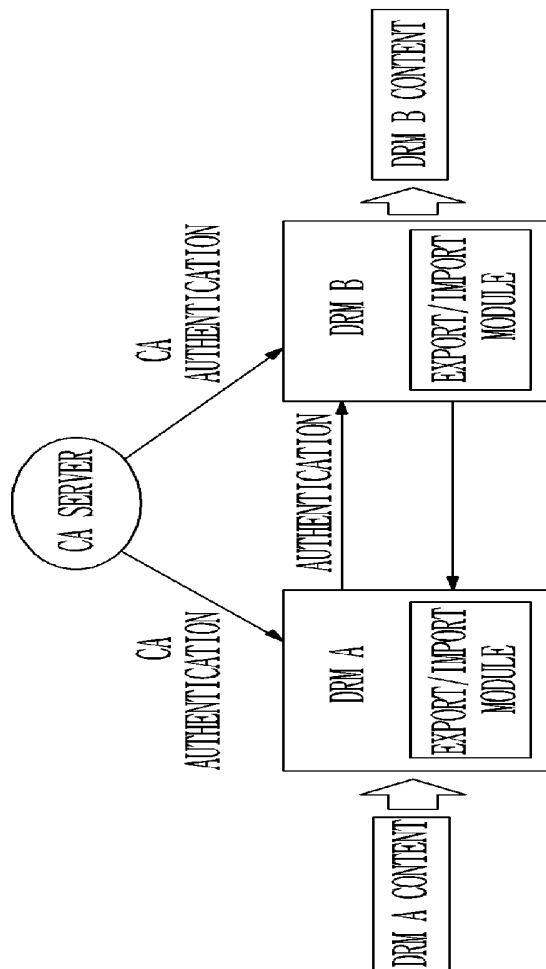 CA SERVER
CA
AUTHENTICATION
CA
AUTHENTICATION
DRM A CONTENT
DRM A
EXPORT/IMPORT
MODULE
AUTHENTICATION
DRM B
EXPORT/IMPORT
MODULE
DRM B CONTENT